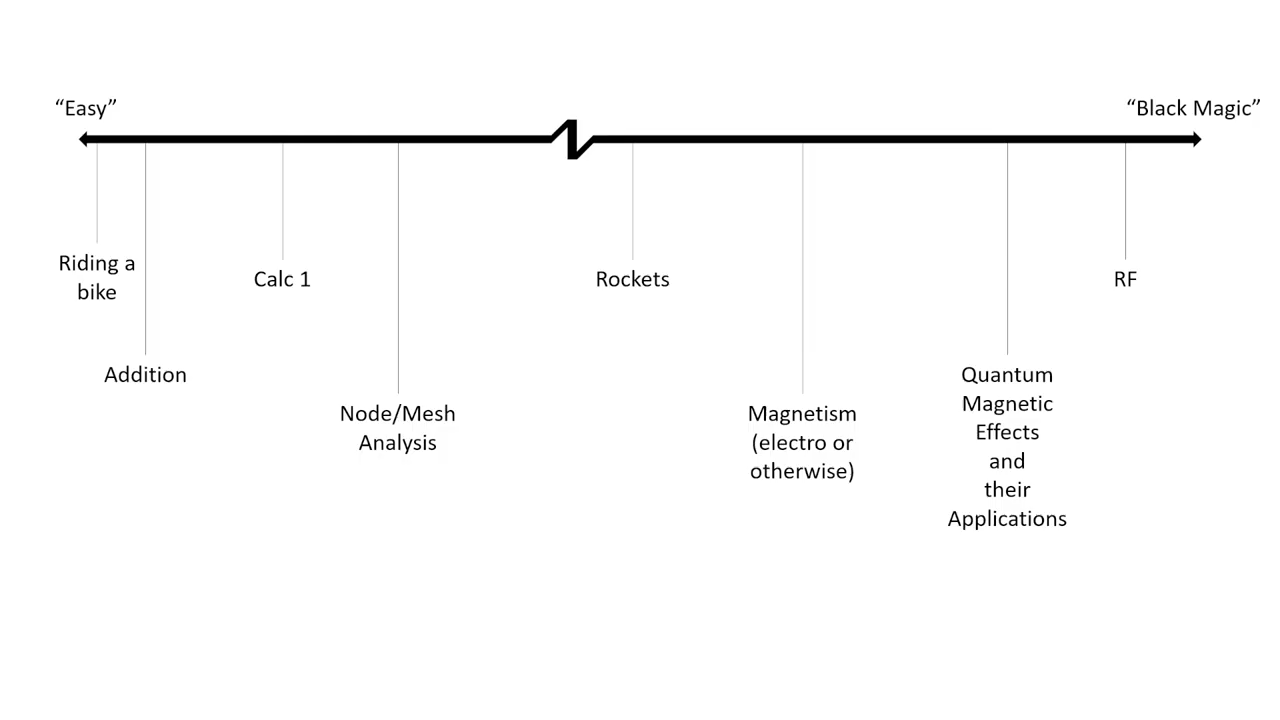 “Easy”
“Black Magic”
Riding a
bike
Addition
Calc 1
Node/Mesh
Analysis
Rockets
Magnetism
(electro or
otherwise)
Quantum
Magnetic
Effects
and
their
Applications
RF